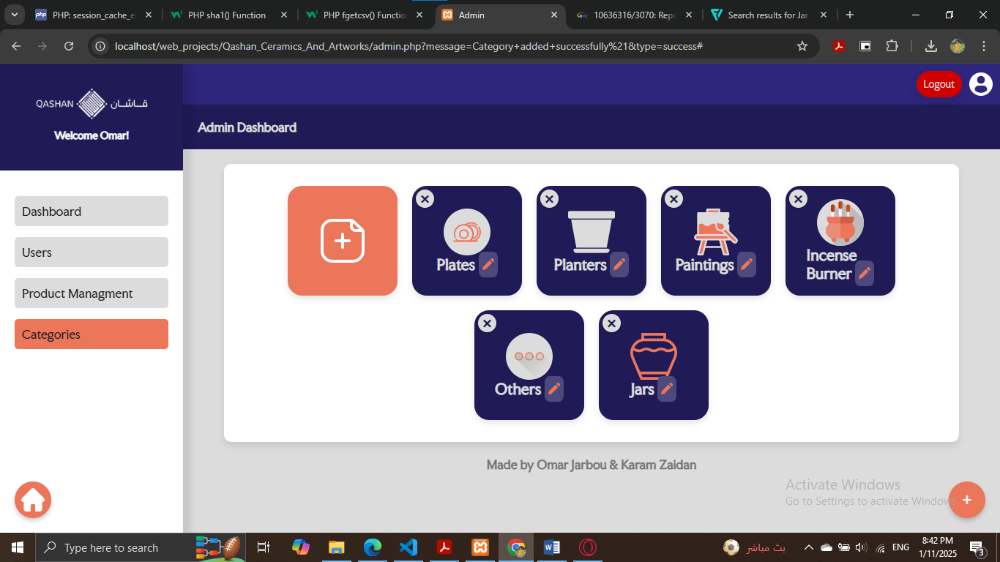 PHP: session_cache_e
PHP sha1() Function
PHP fgetcsv() Functio
Admin
10636316/3070: Repo
Search results for Jar
localhost/web_projects/Qashan_Ceramics_And_Artworks/admin.php?message=Category+added+successfully%21&type=success#
QASHAN قـاشـان
Welcome Omar!
Logout
Admin Dashboard
Dashboard
Users
Product Managment
Categories
Plates
Planters
Paintings
Incense
Burner
Others
Jars
Made by Omar Jarbou & Karam Zaidan
Activate Windows
Go to Settings to activate Windows
Type here to search
بث مباشر
ENG
8:42 PM
1/11/2025
3